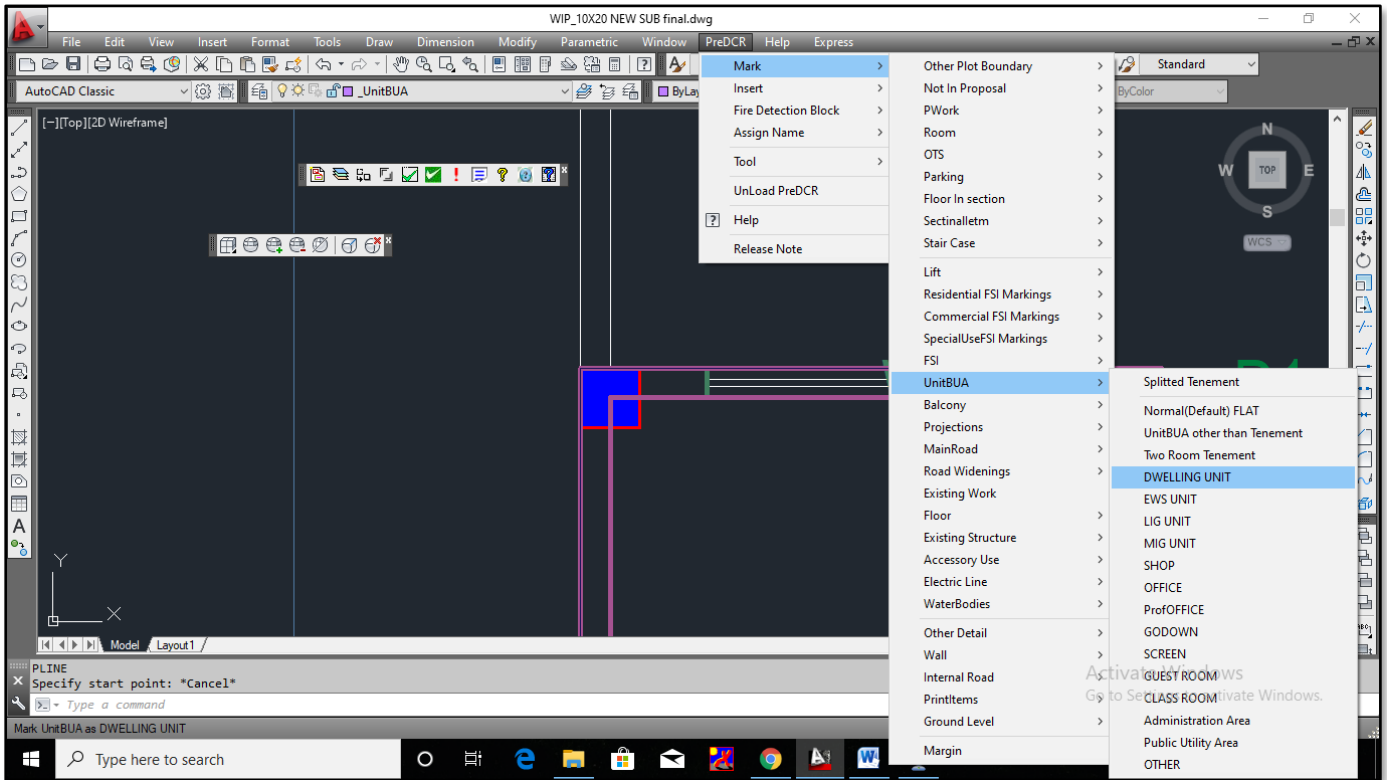 WIP_10X20 NEW SUB final.dwg
File Edit View Insert Format Tools Draw Dimension Modify Parametric Window PreDCR Help Express
Standard
AutoCAD Classic
_UnitBUA
ByLay
ByColor
[−][Top][2D Wireframe]
N
W
TOP
E
S
WCS
Mark
Insert
Fire Detection Block
Assign Name
Tool
UnLoad PreDCR
Help
Release Note
Other Plot Boundary
Not In Proposal
PWork
Room
OTS
Parking
Floor In section
Sectinalletm
Stair Case
Lift
Residential FSI Markings
Commercial FSI Markings
SpecialUseFSI Markings
FSI
UnitBUA
Balcony
Projections
MainRoad
Road Widenings
Existing Work
Floor
Existing Structure
Accessory Use
Electric Line
WaterBodies
Other Detail
Wall
Internal Road
PrintItems
Ground Level
Margin
Splitted Tenement
Normal(Default) FLAT
UnitBUA other than Tenement
Two Room Tenement
DWELLING UNIT
EWS UNIT
LIG UNIT
MIG UNIT
SHOP
OFFICE
ProfOFFICE
GODOWN
SCREEN
GUEST ROOM
CLASS ROOM
Administration Area
Public Utility Area
OTHER
Activate Windows
Go to Settings to activate Windows.
Y
X
Model Layout1
PLINE
Specify start point: *Cancel*
Type a command
Mark UnitBUA as DWELLING UNIT
Type here to search